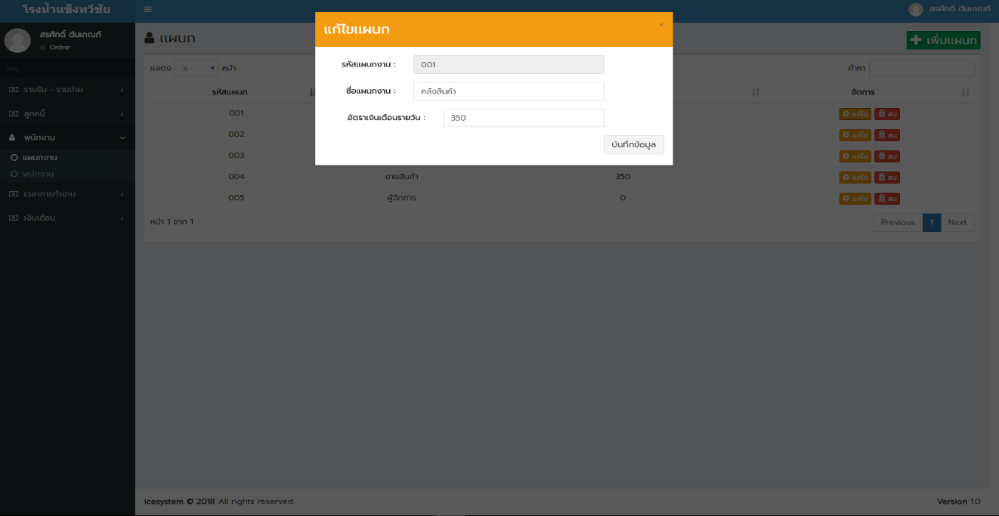 โรงน้ำแข็งทวีชัย
สรศักดิ์ ตันเกณฑ์
สรศักดิ์ ตันเกณฑ์
Online
เมนู
รายรับ - รายจ่าย
ลูกหนี้
พนักงาน
แผนกงาน
พนักงาน
เวลาการทำงาน
เงินเดือน
แผนก
เพิ่มแผนก
แก้ไขแผนก
×
รหัสแผนกงาน : 001
ชื่อแผนกงาน : คลังสินค้า
อัตราเงินเดือนรายวัน : 350
บันทึกข้อมูล
แสดง 5 หน้า
ค้าหา
รหัสแผนก จัดการ
001 แก้ไข ลบ
002 แก้ไข ลบ
003 แก้ไข ลบ
004 ขายสินค้า 350 แก้ไข ลบ
005 ผู้จัดการ 0 แก้ไข ลบ
หน้า 1 จาก 1
Previous 1 Next
icesystem © 2018 All rights reserved.
Version 1.0